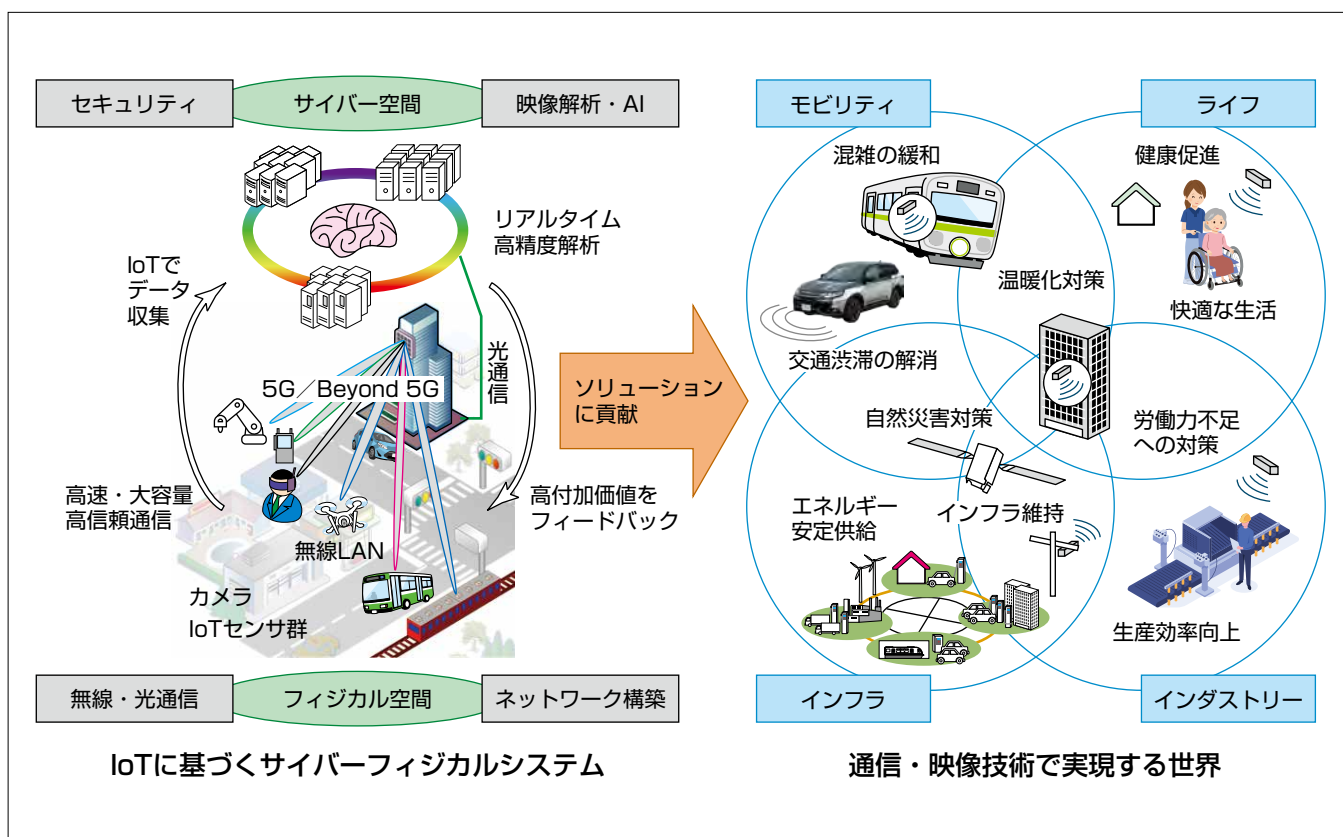 セキュリティ
サイバー空間
映像解析・AI
リアルタイム
高精度解析
IoTで
データ
収集
光通信
5G／Beyond 5G
高速・大容量
高信頼通信
無線LAN
高付加価値を
フィードバック
カメラ
IoTセンサ群
無線・光通信
フィジカル空間
ネットワーク構築
IoTに基づくサイバーフィジカルシステム
ソリューション
に貢献
モビリティ
ライフ
混雑の緩和
健康促進
温暖化対策
快適な生活
交通渋滞の解消
自然災害対策
労働力不足
への対策
エネルギー
安定供給
インフラ維持
生産効率向上
インフラ
インダストリー
通信・映像技術で実現する世界